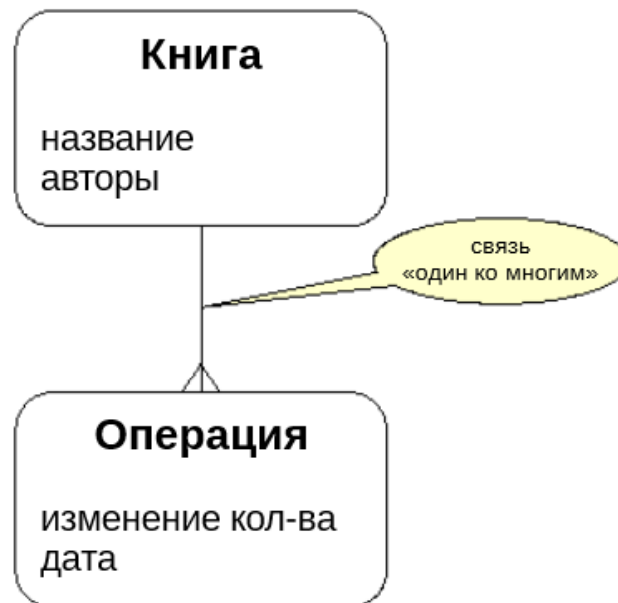 Книга
название
авторы
связь
«один ко многим»
Операция
изменение кол-ва
дата